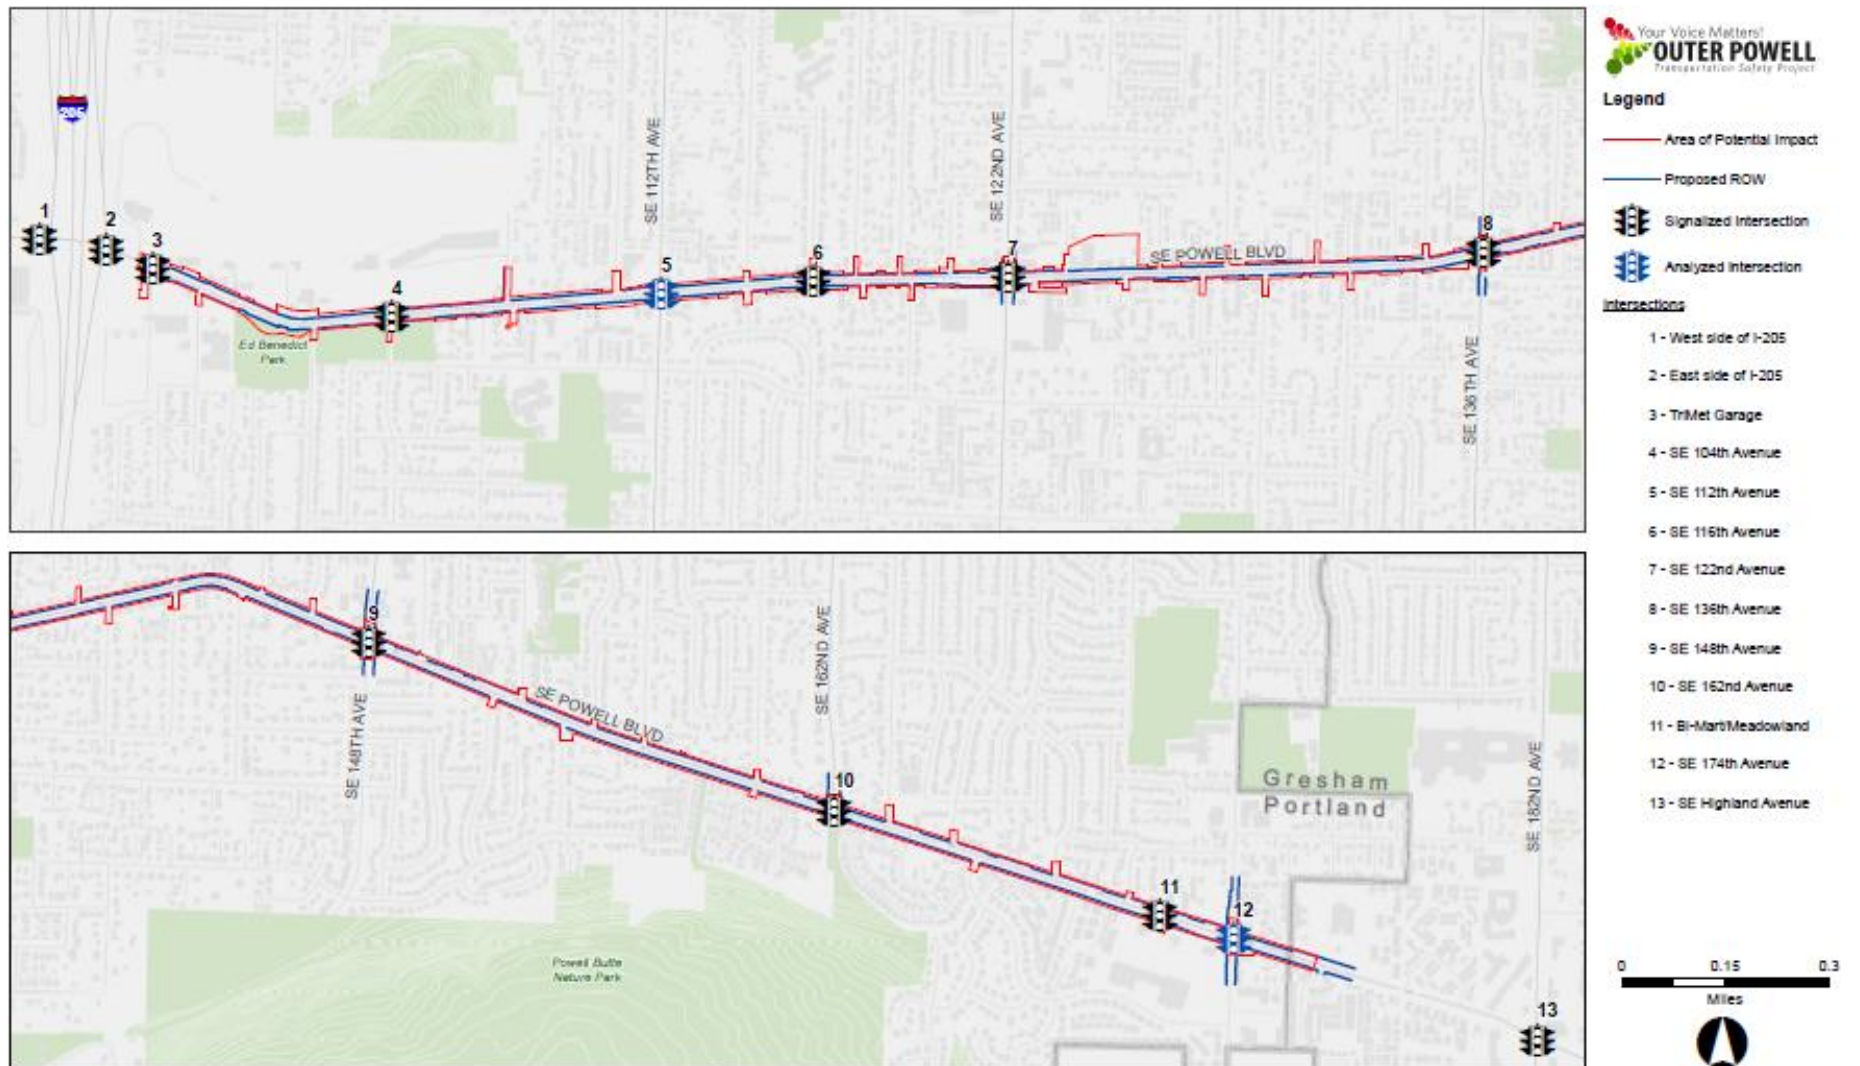 205
1
2
3
4
5
6
7
8
SE 112TH AVE
SE 122ND AVE
SE POWELL BLVD
SE 136TH AVE
Ed Benedict
Park
9
SE 148TH AVE
SE POWELL BLVD
SE 162ND AVE
10
11
12
13
Gresham
Portland
SE 182ND AVE
Powell Butte
Nature Park
Your Voice Matters!
OUTER POWELL
Transportation Safety Project
Legend
Area of Potential Impact
Proposed ROW
Signalized Intersection
Analyzed Intersection
Intersections
1 - West side of I-205
2 - East side of I-205
3 - TriMet Garage
4 - SE 104th Avenue
5 - SE 112th Avenue
6 - SE 116th Avenue
7 - SE 122nd Avenue
8 - SE 136th Avenue
9 - SE 148th Avenue
10 - SE 162nd Avenue
11 - Bi-Mart/Meadowland
12 - SE 174th Avenue
13 - SE Highland Avenue
0 0.15 0.3
Miles